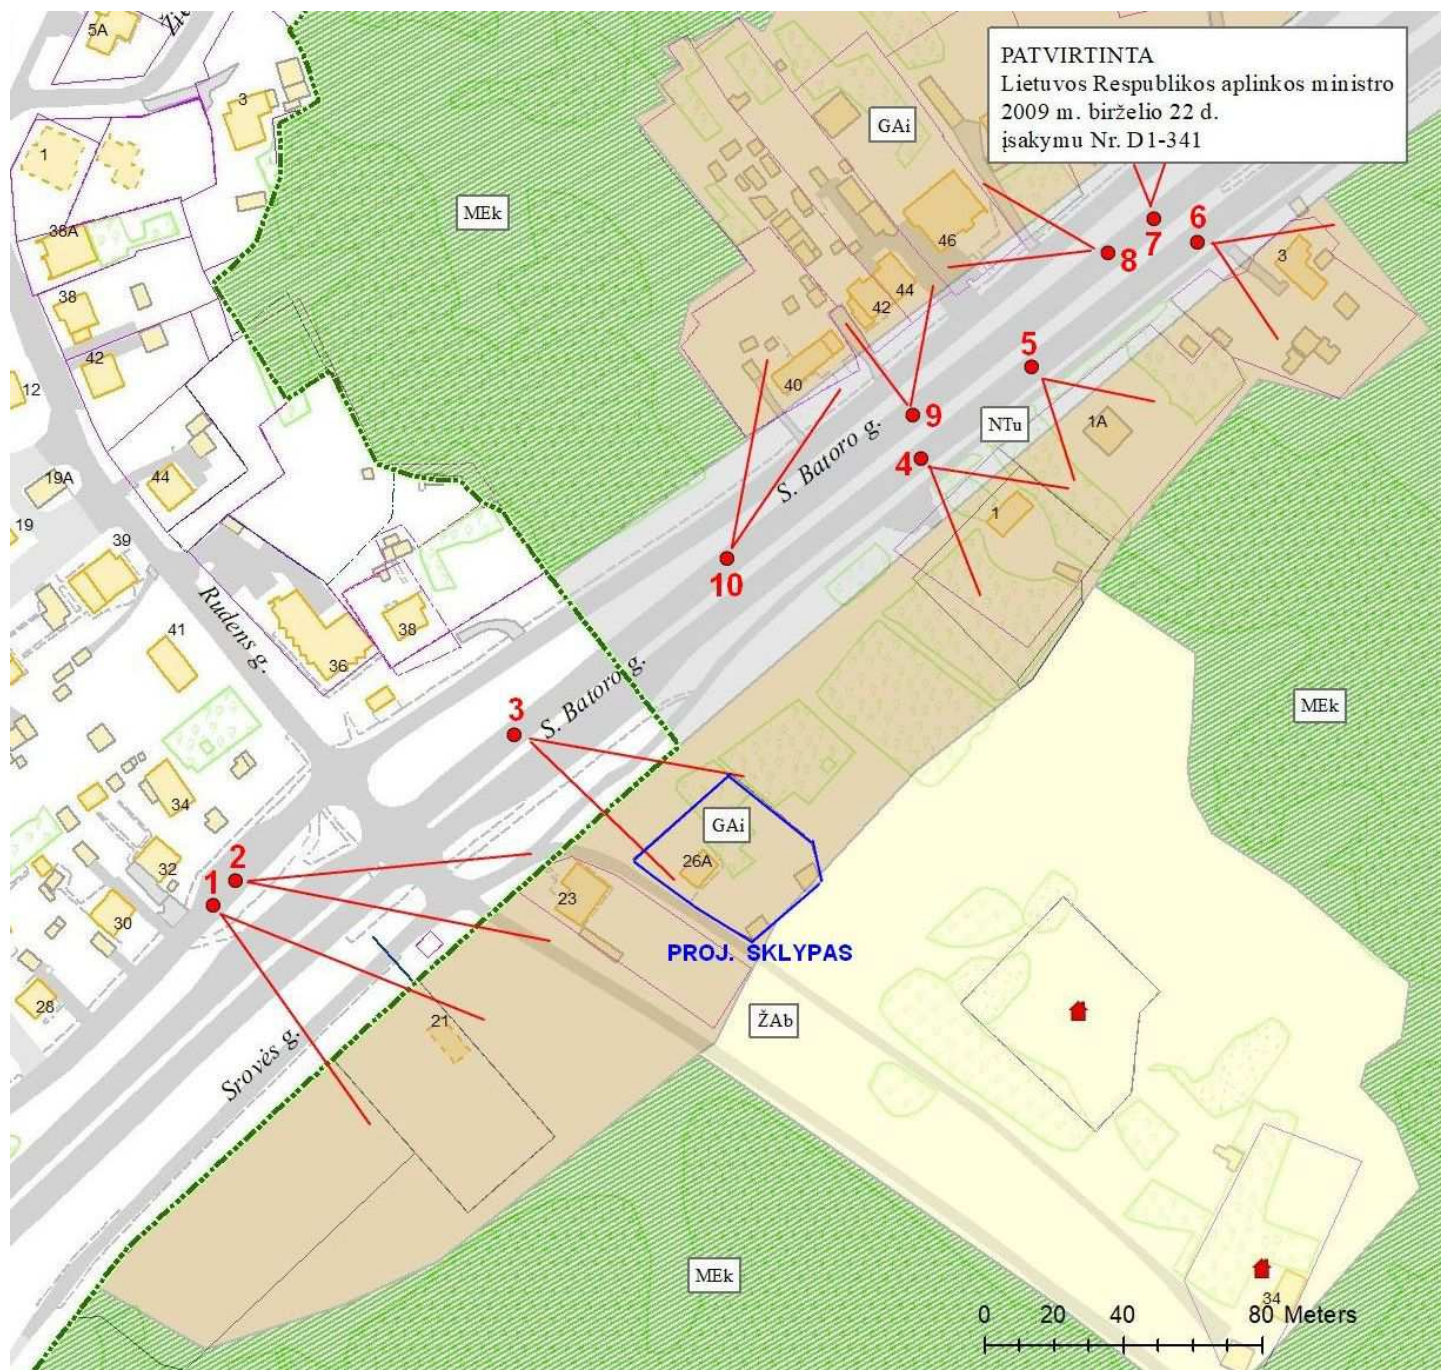 5A
Žie
3
PATVIRTINTA
Lietuvos Respublikos aplinkos ministro
2009 m. birželio 22 d.
įsakymu Nr. D1-341
GAi
1
MEk
38A
46
8
7
6
3
38
44
42
42
12
40
5
9
NTu
1A
S. Batoro g.
4
44
19A
19
1
39
10
Rudens g.
38
41
36
3
S. Batoro g.
MEk
34
GAi
2
32
26A
1
23
30
PROJ. SKLYPAS
28
21
ŽAb
Srovės g.
MEk
34
0 20 40 80 Meters